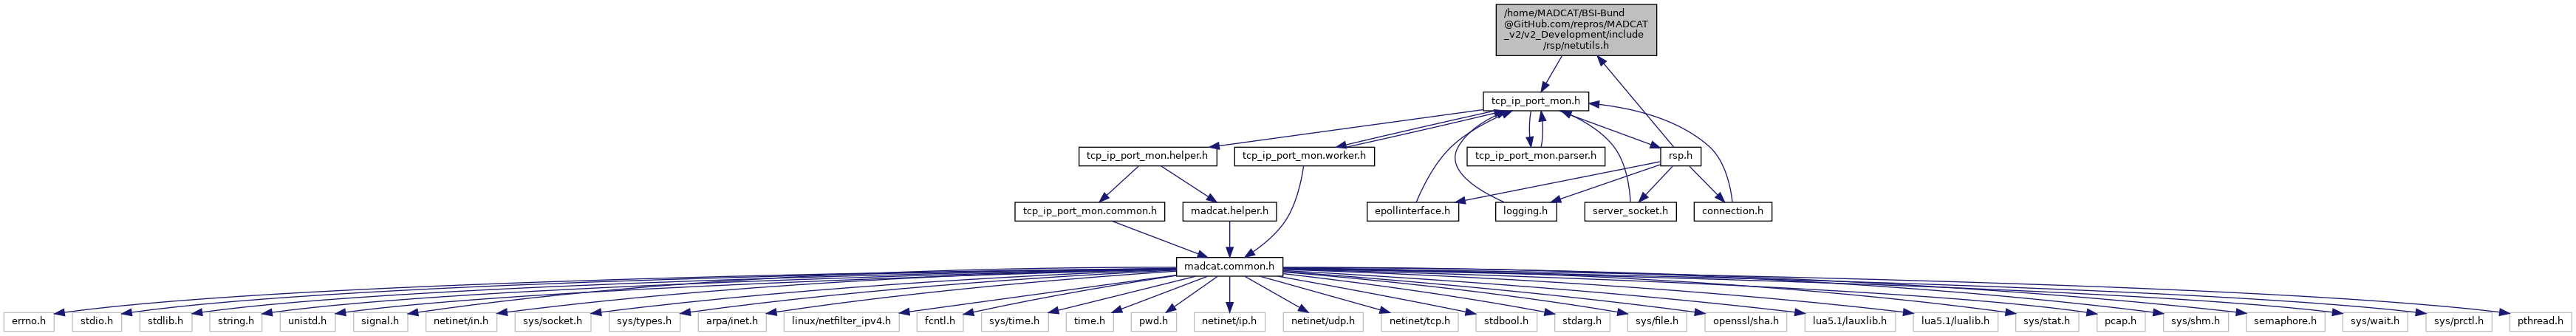 /home/MADCAT/BSI-Bund
@GitHub.com/repros/MADCAT
_v2/v2_Development/include
/rsp/netutils.h
tcp_ip_port_mon.h
tcp_ip_port_mon.helper.h
tcp_ip_port_mon.worker.h
tcp_ip_port_mon.parser.h
rsp.h
tcp_ip_port_mon.common.h
madcat.helper.h
epollinterface.h
logging.h
server_socket.h
connection.h
madcat.common.h
errno.h
stdio.h
stdlib.h
string.h
unistd.h
signal.h
netinet/in.h
sys/socket.h
sys/types.h
arpa/inet.h
linux/netfilter_ipv4.h
fcntl.h
sys/time.h
time.h
pwd.h
netinet/ip.h
netinet/udp.h
netinet/tcp.h
stdbool.h
stdarg.h
sys/file.h
openssl/sha.h
lua5.1/lauxlib.h
lua5.1/lualib.h
sys/stat.h
pcap.h
sys/shm.h
semaphore.h
sys/wait.h
sys/prctl.h
pthread.h